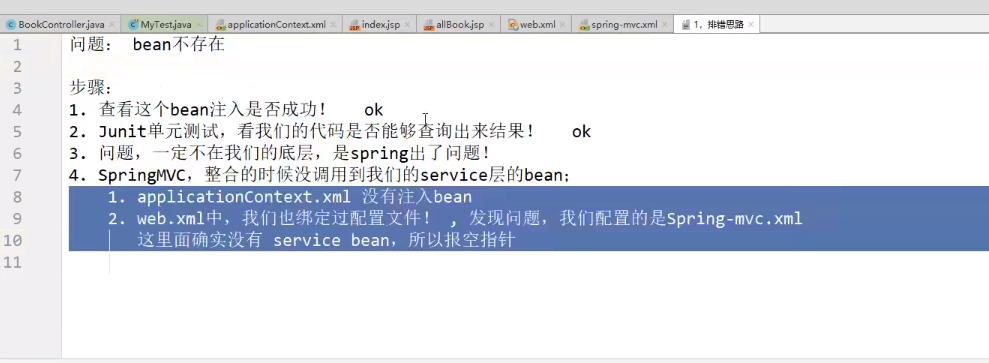 BookController.java MyTest.java applicationContext.xml index.jsp allBook.jsp web.xml spring-mvc.xml 1，排错思路
1 问题： bean不存在
2
3 步骤：
4 1. 查看这个bean注入是否成功！ ok
5 2. Junit单元测试，看我们的代码是否能够查询出来结果！ ok
6 3. 问题，一定不在我们的底层，是spring出了问题！
7 4. SpringMVC，整合的时候没调用到我们的service层的bean；
8 1. applicationContext.xml 没有注入bean
9 2. web.xml中，我们也绑定过配置文件！ ，发现问题，我们配置的是Spring-mvc.xml
10 这里面确实没有 service bean，所以报空指针
11